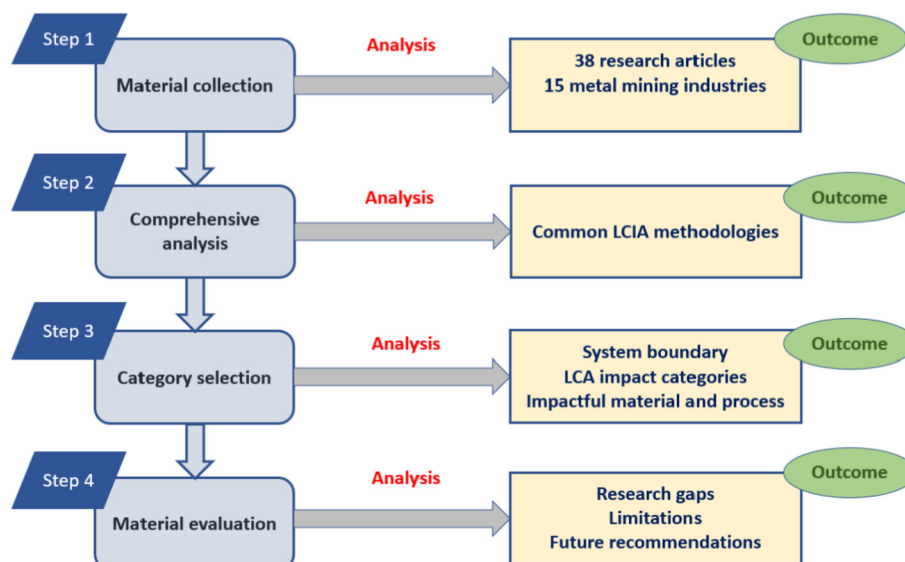 Step 1
Material collection
Analysis
38 research articles
15 metal mining industries
Outcome
Step 2
Comprehensive
analysis
Analysis
Common LCIA methodologies
Outcome
Step 3
Category selection
Analysis
System boundary
LCA impact categories
Impactful material and process
Outcome
Step 4
Material evaluation
Analysis
Research gaps
Limitations
Future recommendations
Outcome